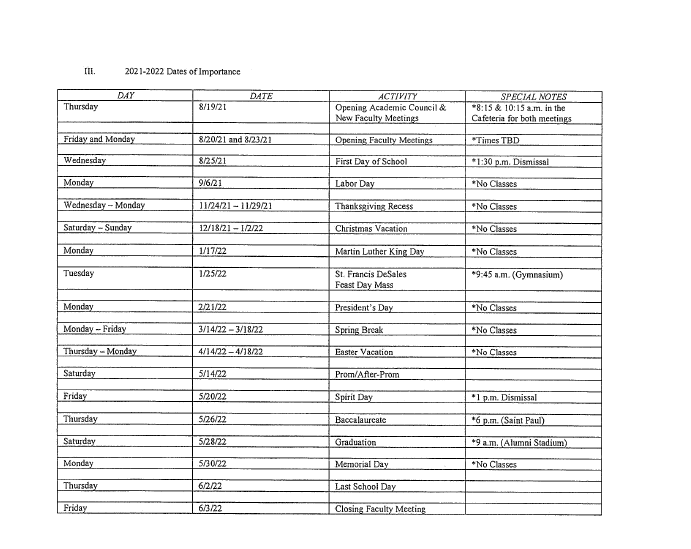 III. 2021-2022 Dates of Importance
DAY DATE ACTIVITY SPECIAL NOTES
Thursday 8/19/21 Opening Academic Council & *8:15 & 10:15 a.m. in the
New Faculty Meetings Cafeteria for both meetings
Friday and Monday 8/20/21 and 8/23/21 Opening Faculty Meetings *Times TBD
Wednesday 8/25/21 First Day of School *1:30 p.m. Dismissal
Monday 9/6/21 Labor Day *No Classes
Wednesday – Monday 11/24/21 – 11/29/21 Thanksgiving Recess *No Classes
Saturday – Sunday 12/18/21 – 1/2/22 Christmas Vacation *No Classes
Monday 1/17/22 Martin Luther King Day *No Classes
Tuesday 1/25/22 St. Francis DeSales *9:45 a.m. (Gymnasium)
Feast Day Mass
Monday 2/21/22 President's Day *No Classes
Monday – Friday 3/14/22 – 3/18/22 Spring Break *No Classes
Thursday – Monday 4/14/22 – 4/18/22 Easter Vacation *No Classes
Saturday 5/14/22 Prom/After-Prom
Friday 5/20/22 Spirit Day *1 p.m. Dismissal
Thursday 5/26/22 Baccalaureate *6 p.m. (Saint Paul)
Saturday 5/28/22 Graduation *9 a.m. (Alumni Stadium)
Monday 5/30/22 Memorial Day *No Classes
Thursday 6/2/22 Last School Day
Friday 6/3/22 Closing Faculty Meeting